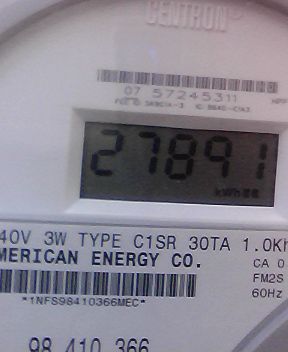 CENTRON
07 57245311
27891
kWh
40V 3W TYPE C1SR 30TA 1.0Kh
MERICAN ENERGY CO.
CA 0
FM2S
60Hz
*1NFS98410366MEC*
98 410 366